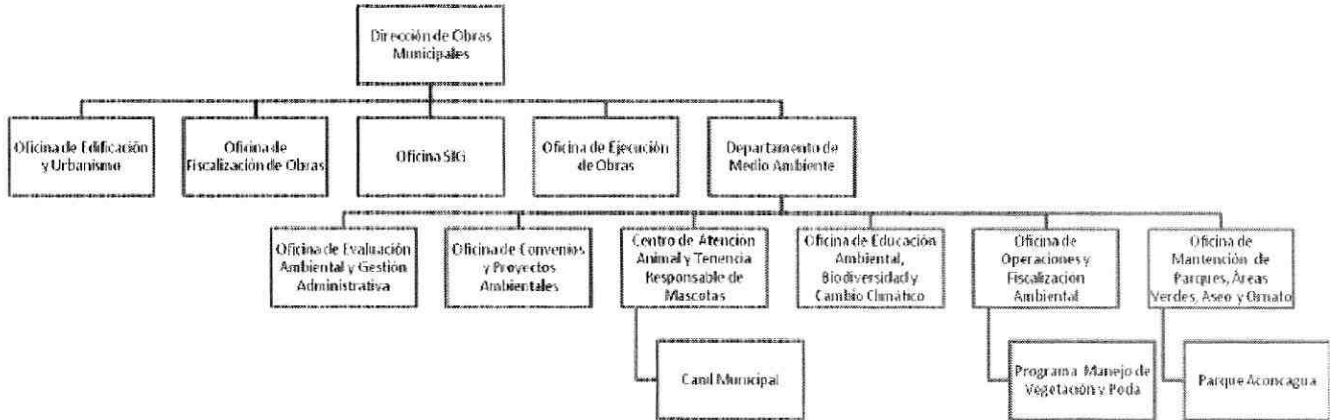 Dirección de Obras
Municipales
Oficina de Edificación
y Urbanismo
Oficina de
Fiscalización de Obras
Oficina SIG
Oficina de Ejecución
de Obras
Departamento de
Medio Ambiente
Oficina de Evaluación
Ambiental y Gestión
Administrativa
Oficina de Convenios
y Proyectos
Ambientales
Centro de Atención
Animal y Tenencia
Responsable de
Mascotas
Oficina de Educación
Ambiental,
Biodiversidad y
Cambio Climático
Oficina de
Operaciones y
Fiscalización
Ambiental
Oficina de
Mantención de
Parques, Áreas
Verdes, Aseo y Ornato
Canil Municipal
Programa Manejo de
Vegetación y Poda
Parque Aconcagua